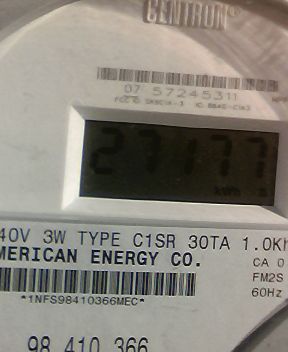 CENTRON®
07 57245311
27177
kWh
40V 3W TYPE C1SR 30TA 1.0Kh
MERICAN ENERGY CO.
CA 0
FM2S
60Hz
*1NFS98410366MEC*
98 410 366